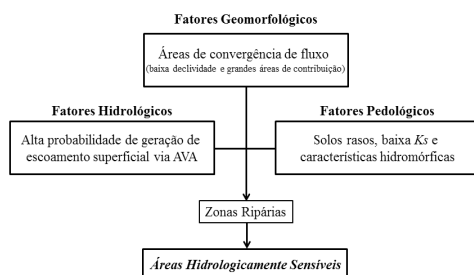 Fatores Geomorfológicos
Áreas de convergência de fluxo
(baixa declividade e grandes áreas de contribuição)
Fatores Hidrológicos
Alta probabilidade de geração de
escoamento superficial via AVA
Fatores Pedológicos
Solos rasos, baixa Ks e
características hidromórficas
Zonas Ripárias
Áreas Hidrologicamente Sensíveis